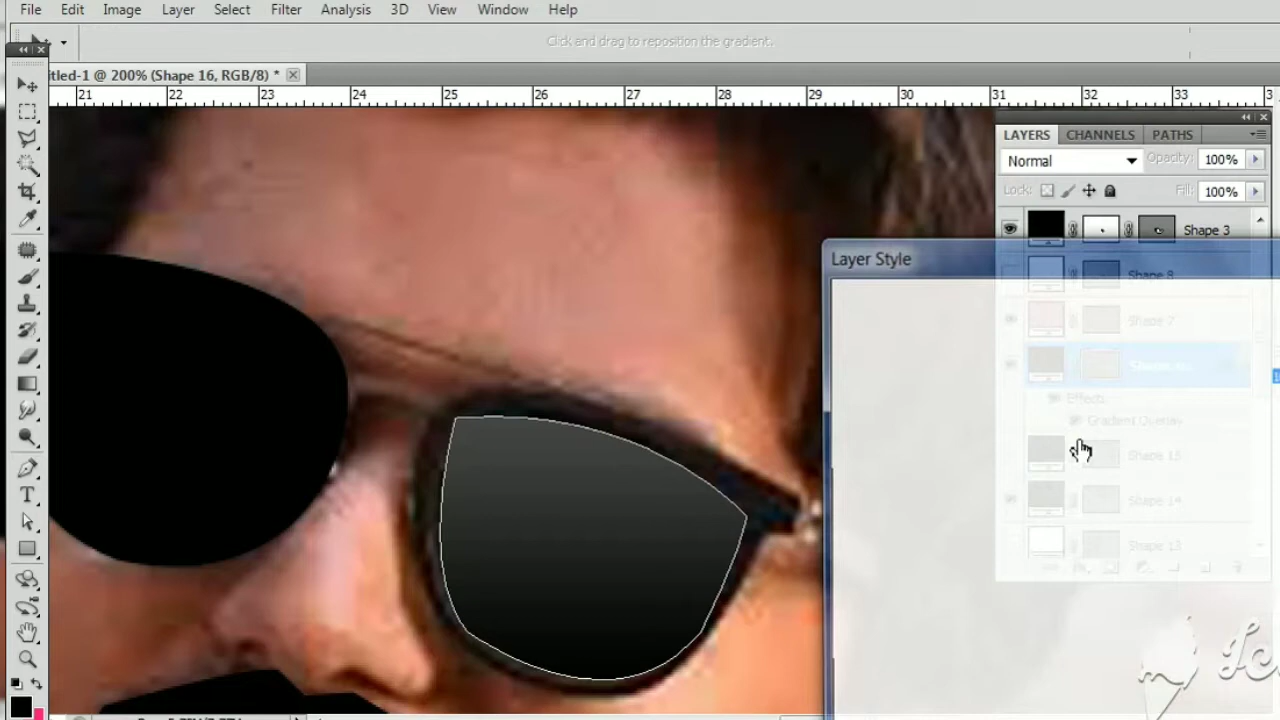 File Edit Image Layer Select Filter Analysis 3D View Window Help
Click and drag to reposition the gradient.
itled-1 @ 200% (Shape 16, RGB/8) *
21 22 23 24 25 26 27 28 29 30 31 32 33 3
LAYERS CHANNELS PATHS
Normal Opacity: 100%
Lock: Fill: 100%
Shape 3
Layer Style
Shape 8
Shape 7
Effects
Gradient Overlay
Shape 15
Shape 14
Shape 13